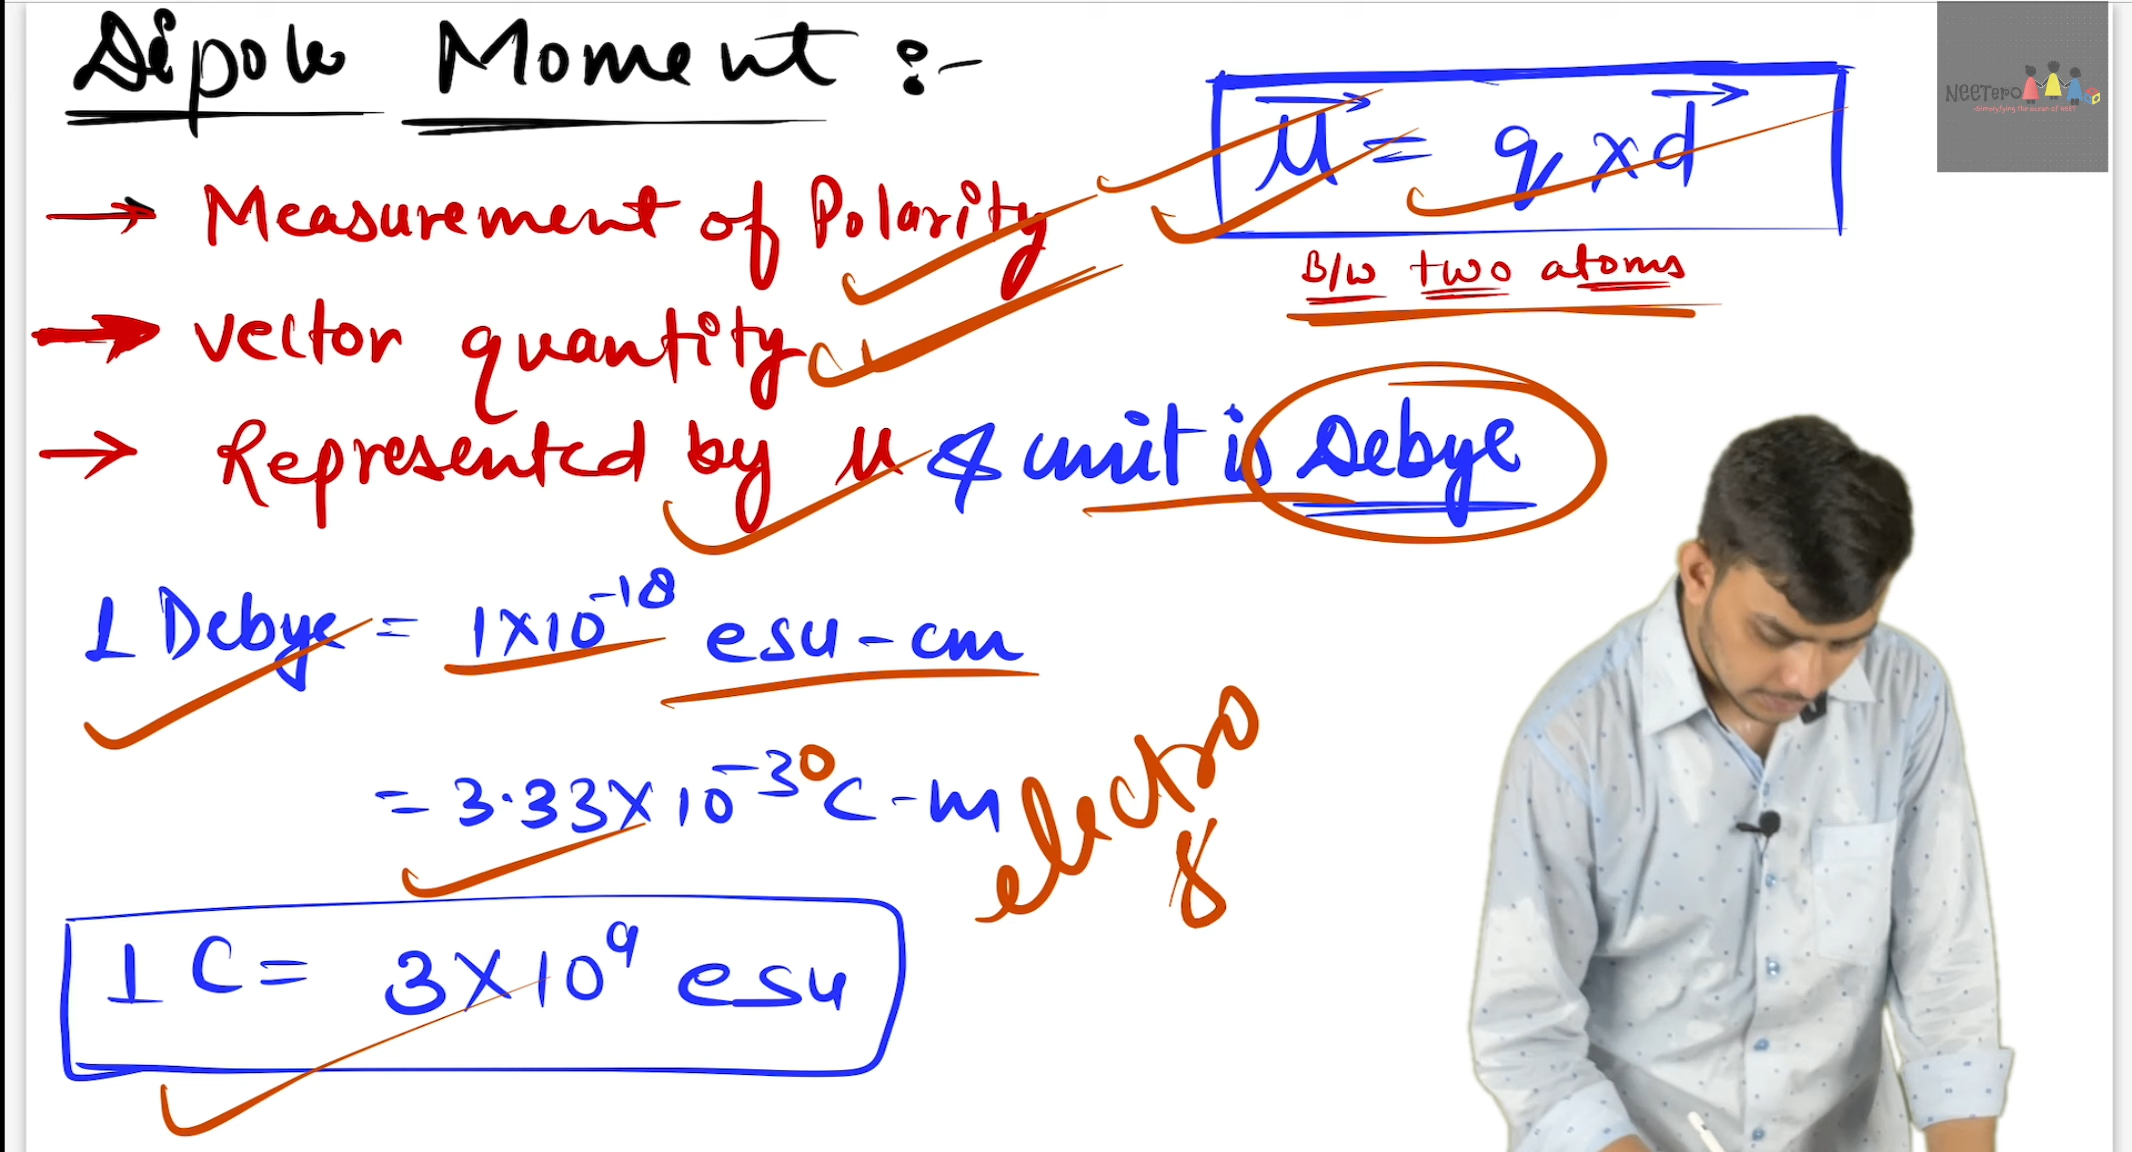 Dipole Moment :-
μ = q × d
B/w two atoms
→ Measurement of Polarity
→ vector quantity
→ Represented by μ & unit is Debye
1 Debye = 1×10⁻¹⁸ esu - cm
= 3.33×10⁻³⁰ C - m
electro
1 C = 3×10⁹ esu
NEETero